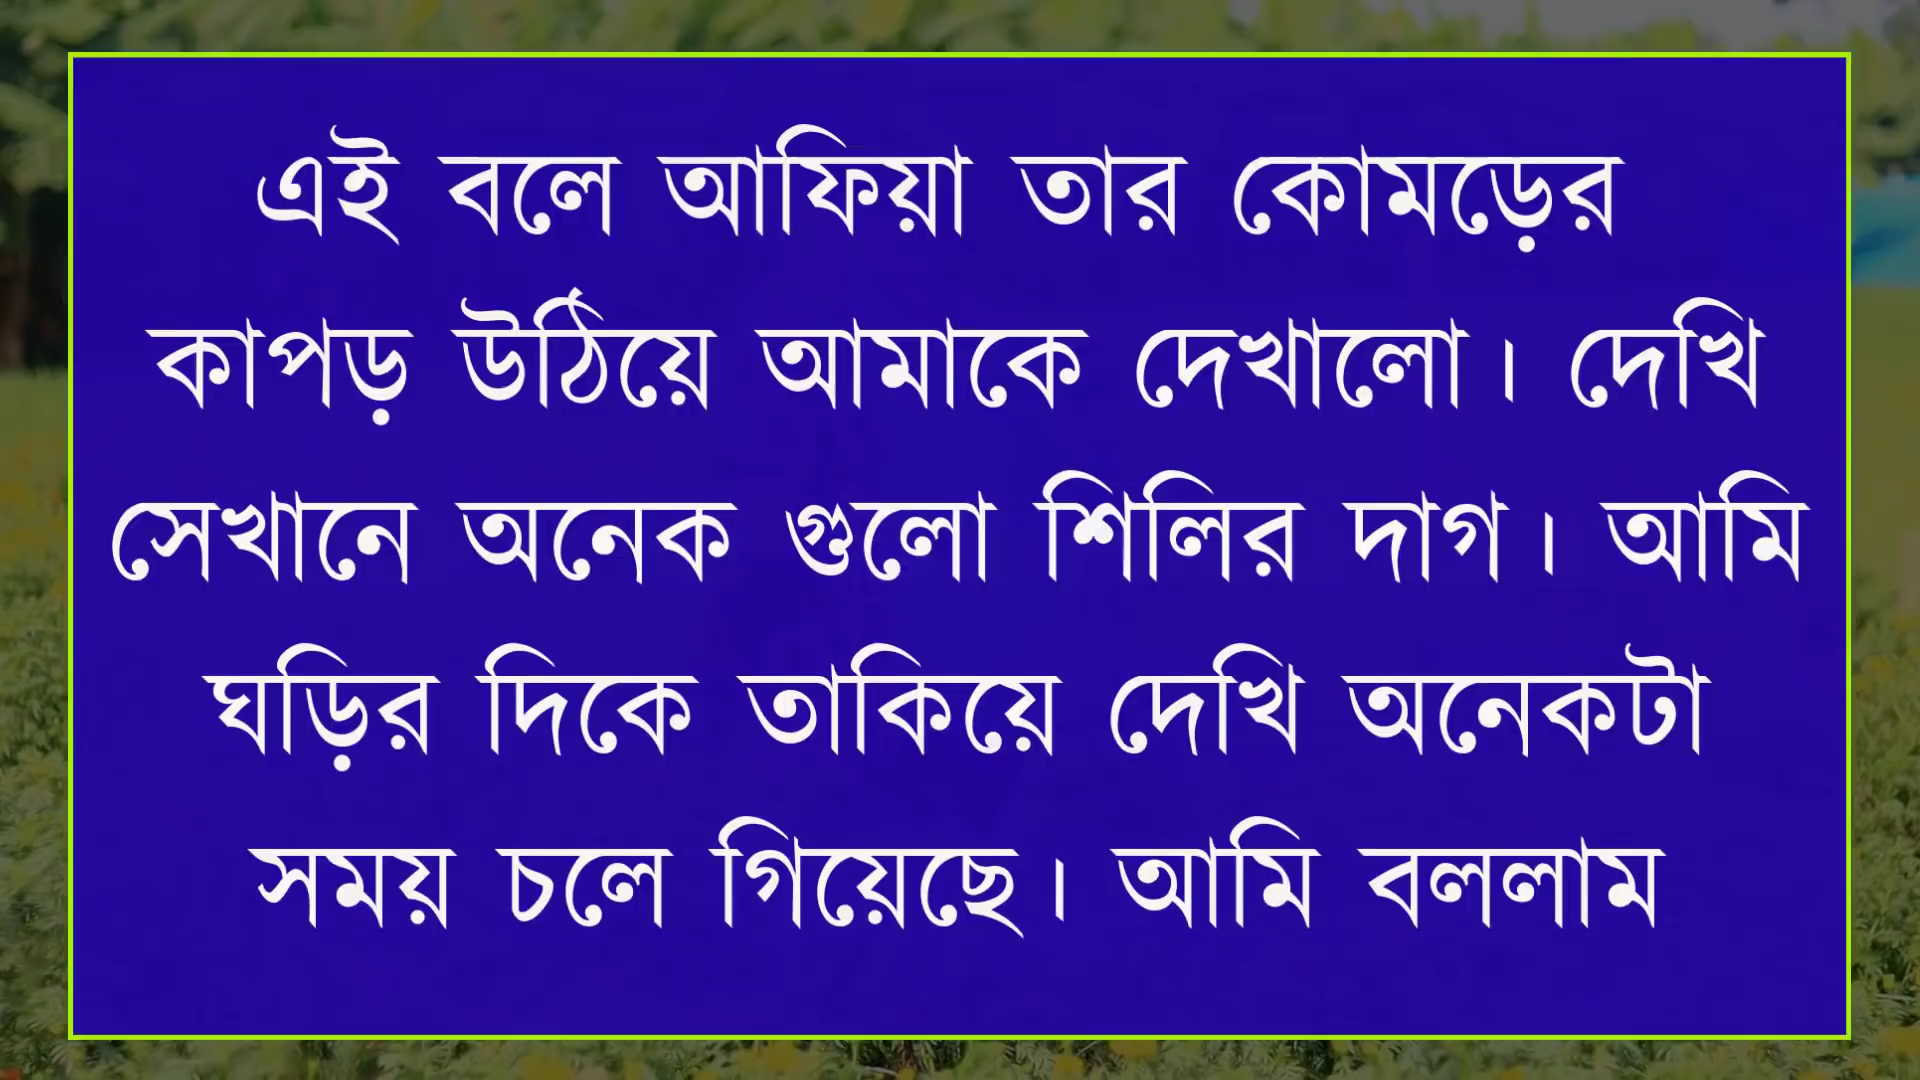 এই বলে আফিয়া তার কোমড়ের
কাপড় উঠিয়ে আমাকে দেখালো। দেখি
সেখানে অনেক গুলো শিলির দাগ। আমি
ঘড়ির দিকে তাকিয়ে দেখি অনেকটা
সময় চলে গিয়েছে। আমি বললাম